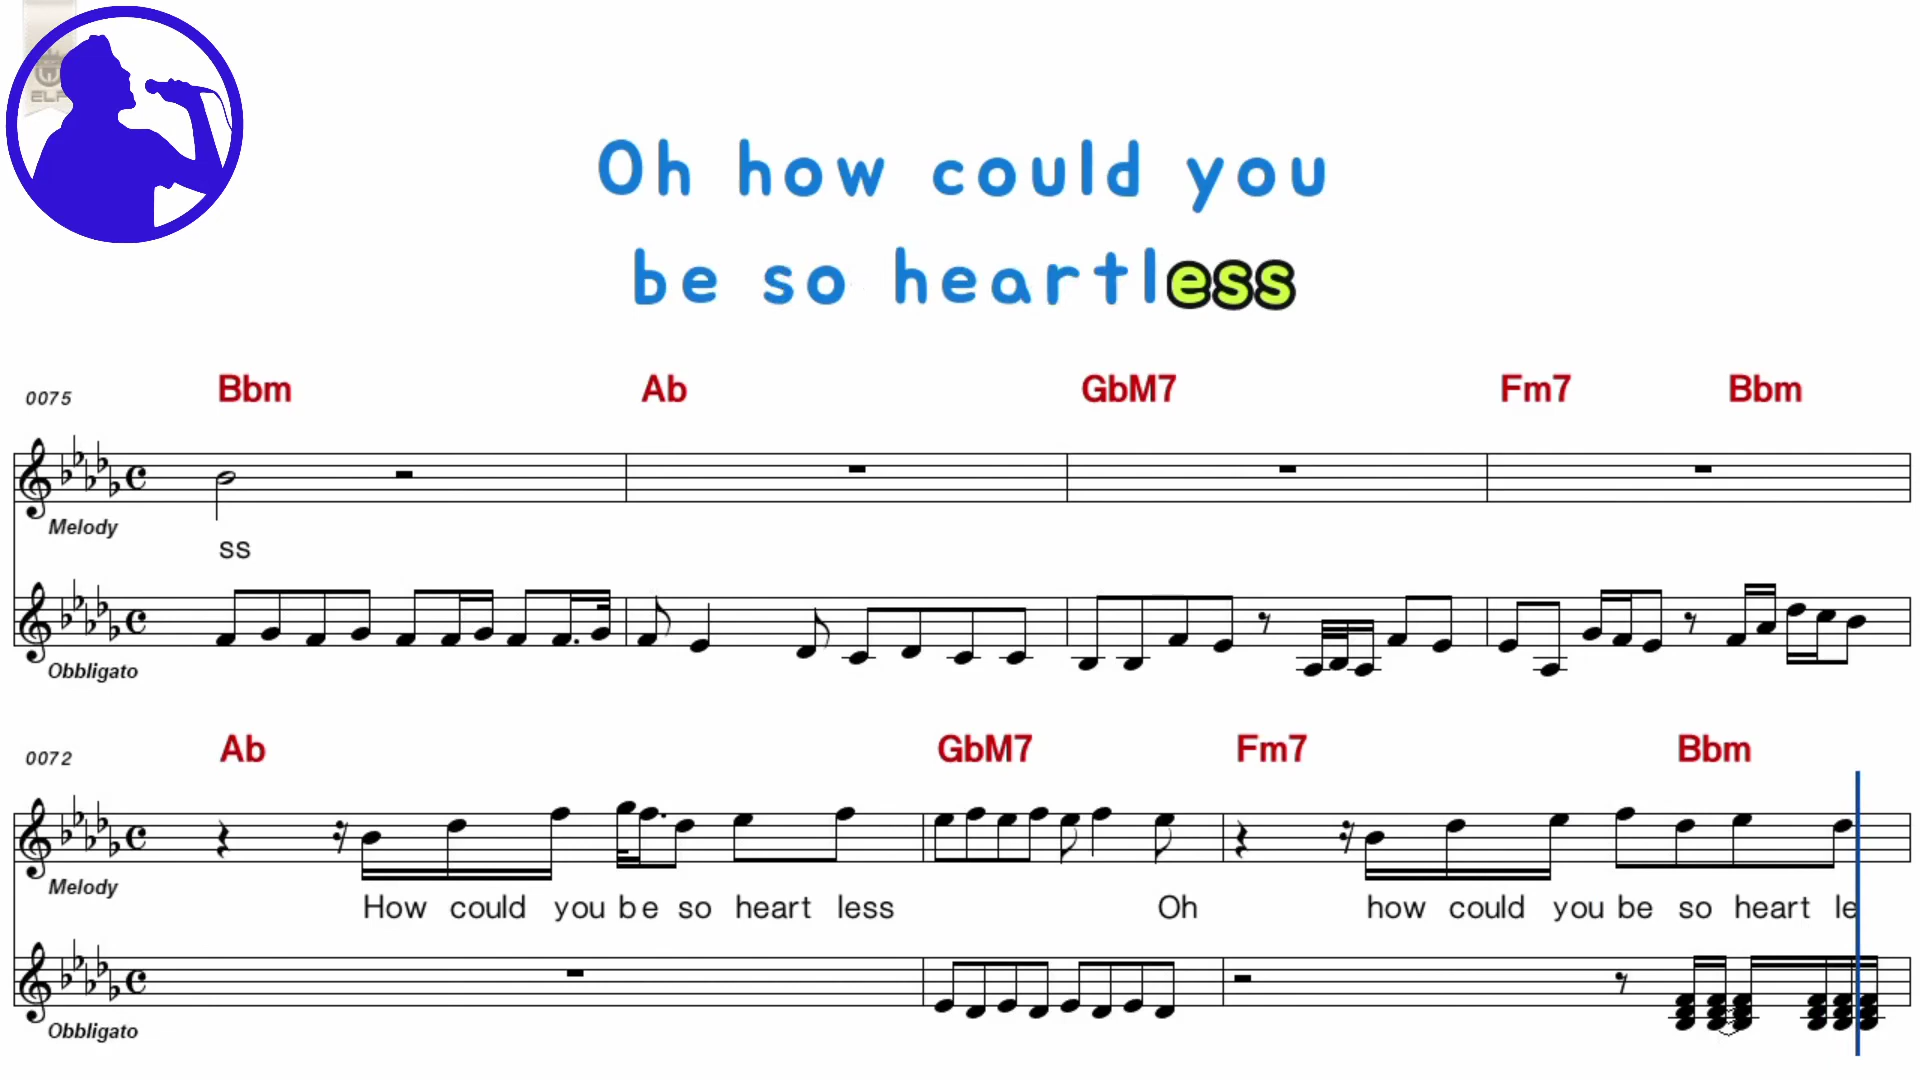 ELF
Oh how could you
be so heartless
0075 Bbm Ab GbM7 Fm7 Bbm
Melody
ss
Obbligato
0072 Ab GbM7 Fm7 Bbm
Melody
How could you be so heart less Oh how could you be so heart le
Obbligato